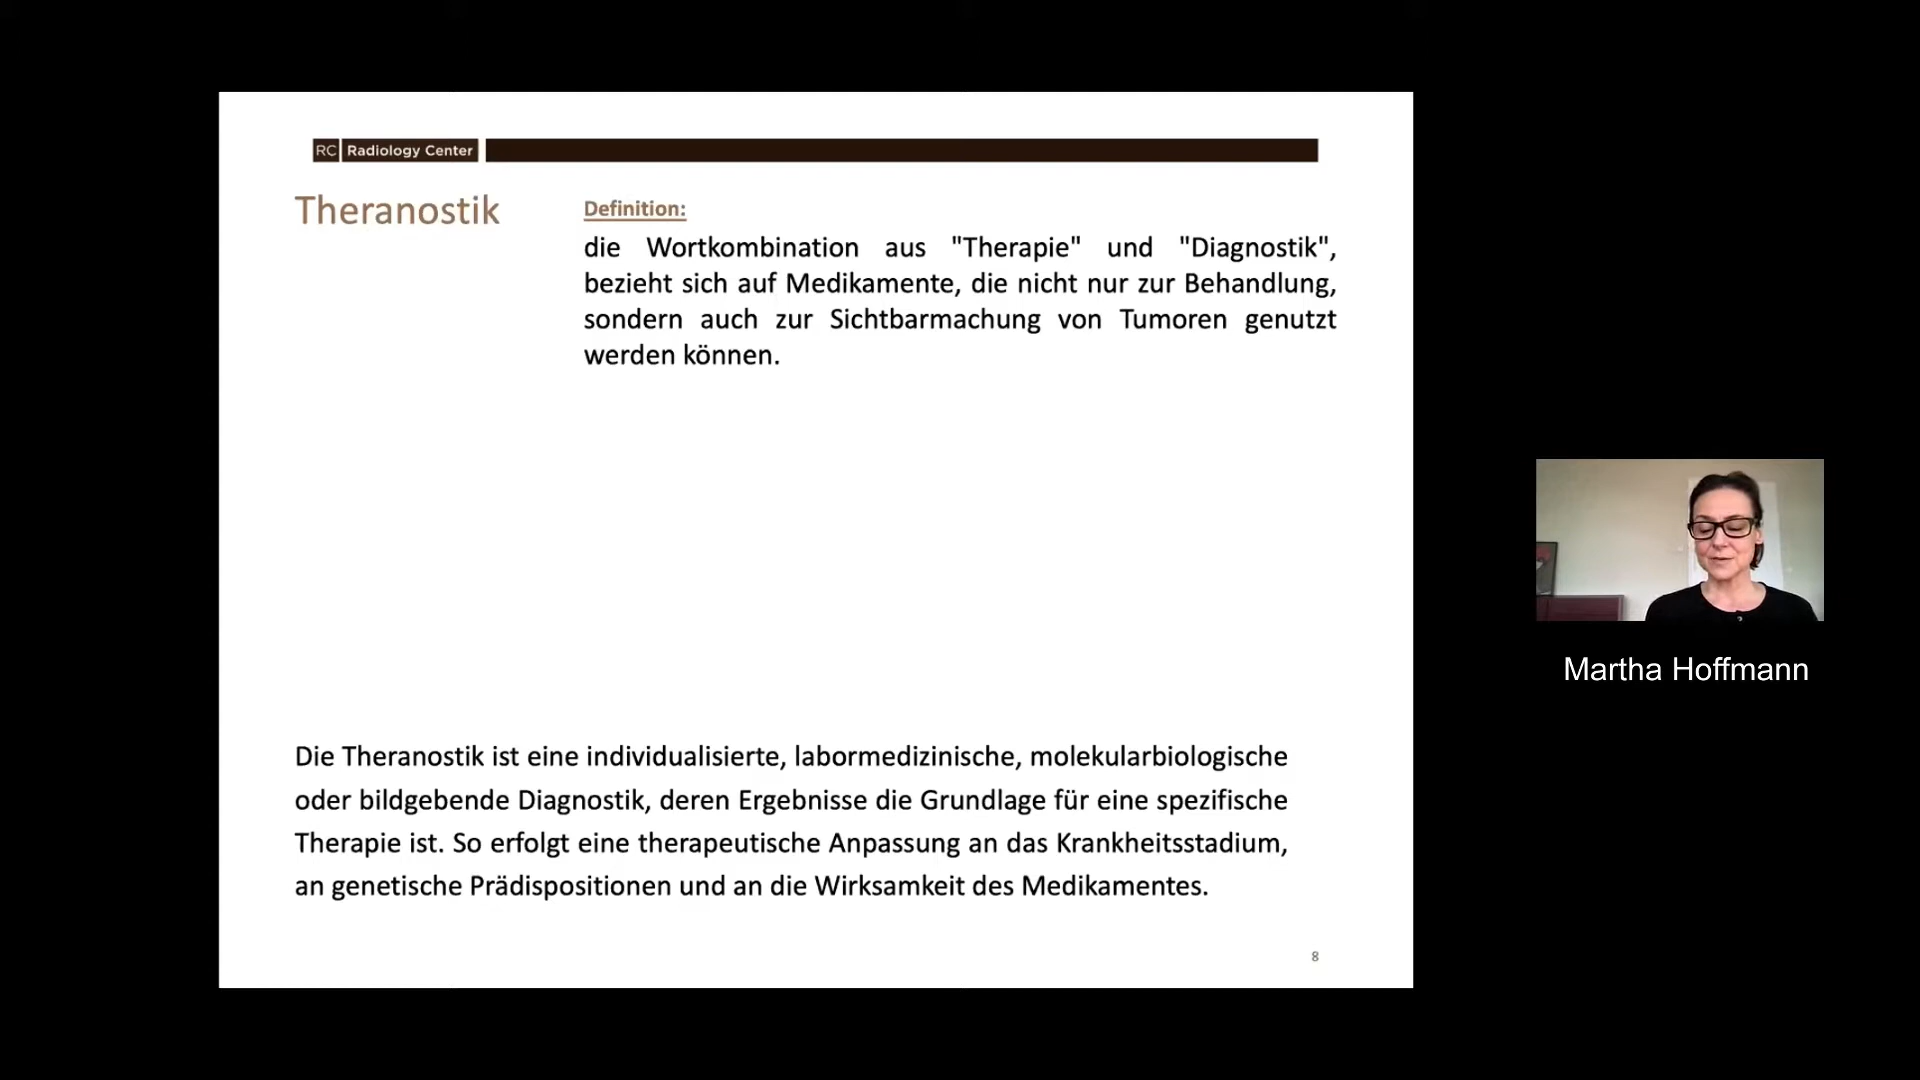 RC Radiology Center
Theranostik
Definition:
die Wortkombination aus "Therapie" und "Diagnostik",
bezieht sich auf Medikamente, die nicht nur zur Behandlung,
sondern auch zur Sichtbarmachung von Tumoren genutzt
werden können.
Martha Hoffmann
Die Theranostik ist eine individualisierte, labormedizinische, molekularbiologische
oder bildgebende Diagnostik, deren Ergebnisse die Grundlage für eine spezifische
Therapie ist. So erfolgt eine therapeutische Anpassung an das Krankheitsstadium,
an genetische Prädispositionen und an die Wirksamkeit des Medikamentes.
8